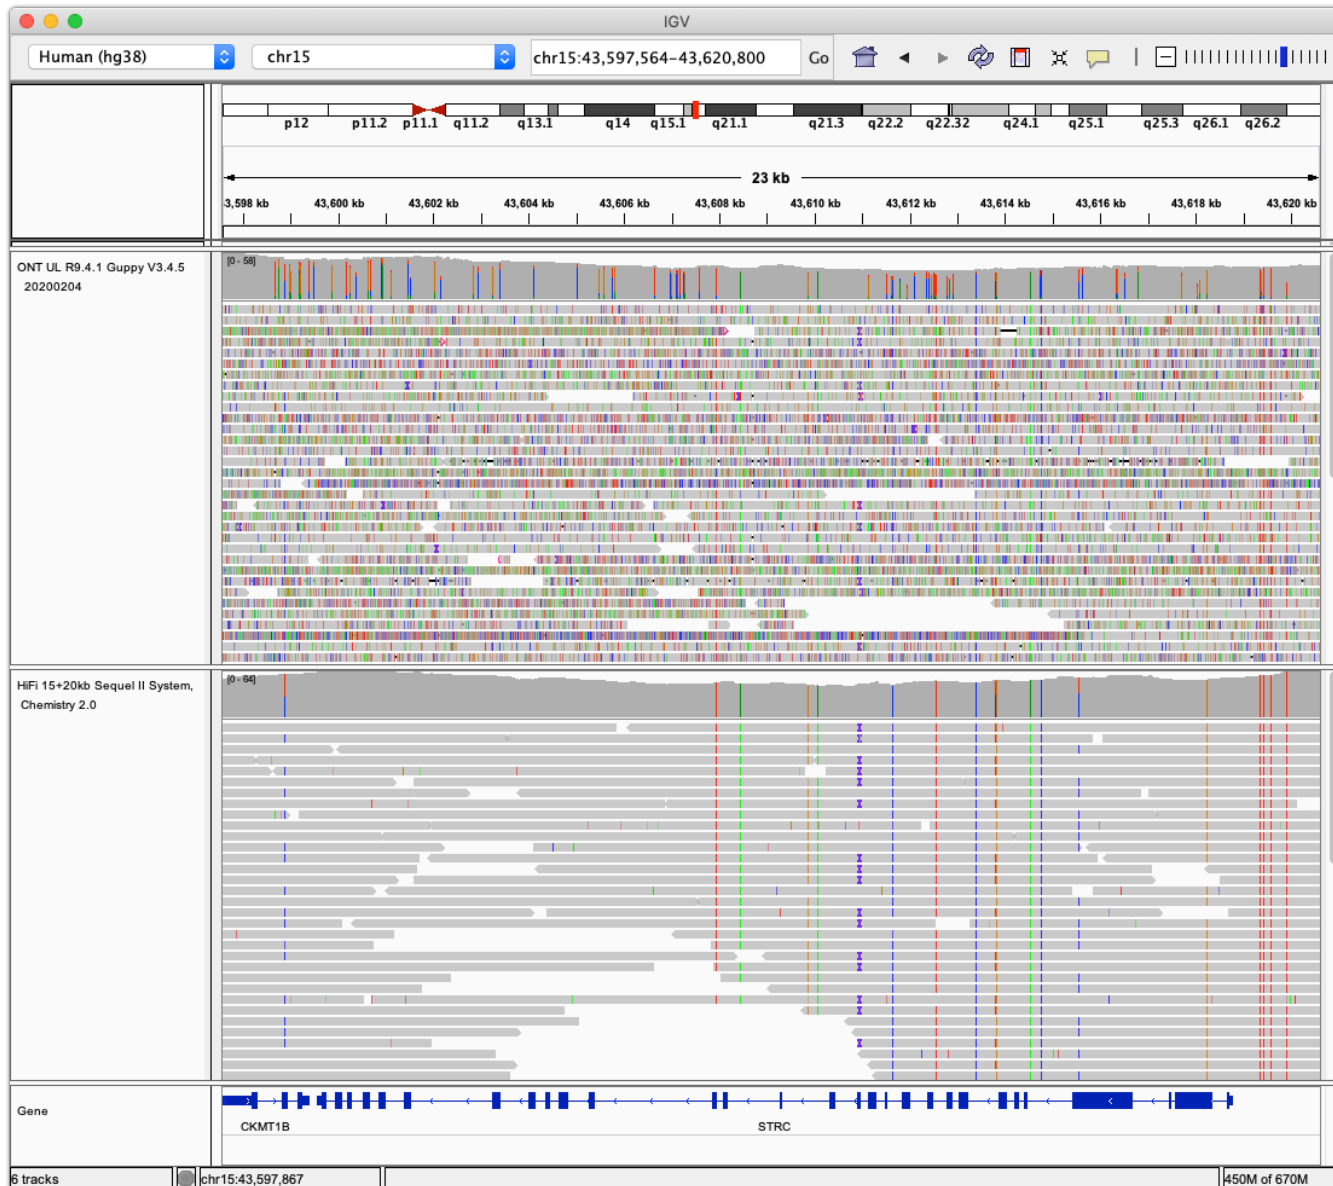 IGV
Human (hg38) chr15 chr15:43,597,564-43,620,800 Go
p12 p11.2 p11.1 q11.2 q13.1 q14 q15.1 q21.1 q21.3 q22.2 q22.32 q24.1 q25.1 q25.3 q26.1 q26.2
23 kb
3,598 kb 43,600 kb 43,602 kb 43,604 kb 43,606 kb 43,608 kb 43,610 kb 43,612 kb 43,614 kb 43,616 kb 43,618 kb 43,620 kb
ONT UL R9.4.1 Guppy V3.4.5
20200204
[0 - 58]
HiFi 15+20kb Sequel II System,
Chemistry 2.0
[0 - 64]
Gene
CKMT1B STRC
6 tracks chr15:43,597,867 450M of 670M